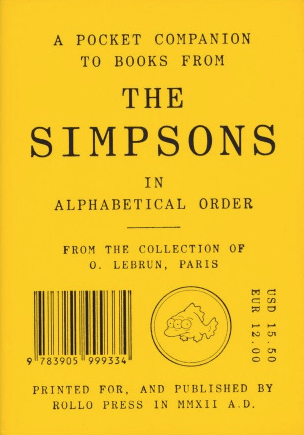 A POCKET COMPANION
TO BOOKS FROM
THE
SIMPSONS
IN
ALPHABETICAL ORDER
FROM THE COLLECTION OF
O. LEBRUN, PARIS
9 783905 999334
USD 15.50
EUR 12.00
PRINTED FOR, AND PUBLISHED BY
ROLLO PRESS IN MMXII A.D.